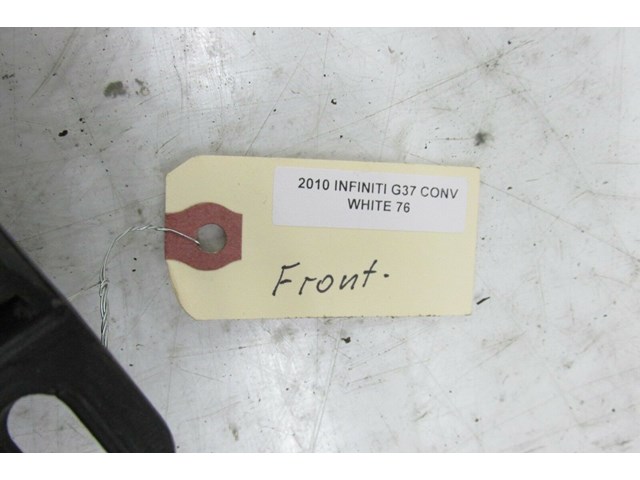 2010 INFINITI G37 CONV
WHITE 76
Front.